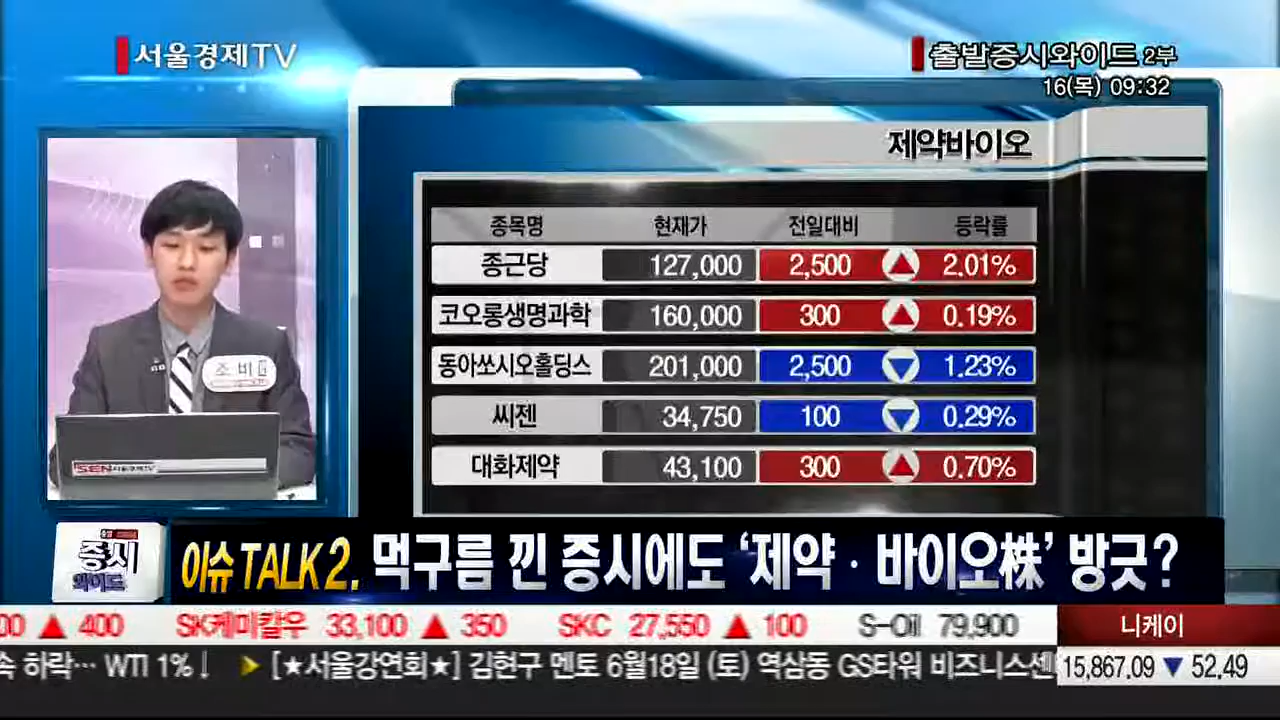 서울경제TV
출발증시와이드 2부
16(목) 09:32
제약바이오
종목명 현재가 전일대비 등락률
종근당 127,000 2,500 ▲ 2.01%
코오롱생명과학 160,000 300 ▲ 0.19%
동아쏘시오홀딩스 201,000 2,500 ▼ 1.23%
씨젠 34,750 100 ▼ 0.29%
대화제약 43,100 300 ▲ 0.70%
조 비
SEN 서울경제TV
증시
와이드
이슈 TALK 2. 먹구름 낀 증시에도 ‘제약·바이오株’ 방긋?
00 ▲ 400 SK케미칼우 33,100 ▲ 350 SKC 27,550 ▲ 100 S-Oil 79,900
니케이
속 하락… WTI 1%↓ ▶ [★서울강연회★] 김현구 멘토 6월18일 (토) 역삼동 GS타워 비즈니스센
15,867.09 ▼ 52.49